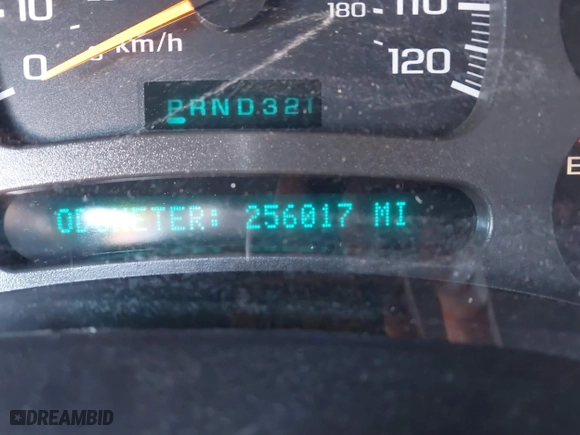 10
180
110
0
km/h
120
PRND321
ODOMETER: 256017 MI
E
DREAMBID